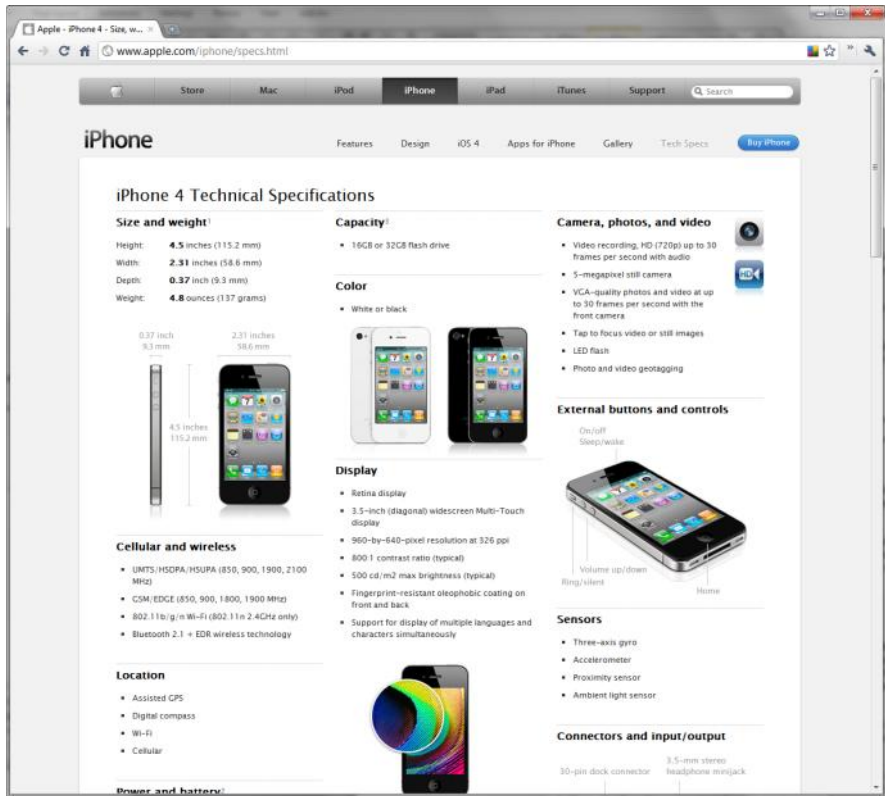 Apple - iPhone 4 - Size, w...
www.apple.com/iphone/specs.html
Store Mac iPod iPhone iPad iTunes Support Search
iPhone
Features Design iOS 4 Apps for iPhone Gallery Tech Specs Buy iPhone
iPhone 4 Technical Specifications
Size and weight1
Height: 4.5 inches (115.2 mm)
Width: 2.31 inches (58.6 mm)
Depth: 0.37 inch (9.3 mm)
Weight: 4.8 ounces (137 grams)
0.37 inch
9.3 mm
2.31 inches
58.6 mm
4.5 inches
115.2 mm
Cellular and wireless
UMTS/HSDPA/HSUPA (850, 900, 1900, 2100
MHz)
GSM/EDGE (850, 900, 1800, 1900 MHz)
802.11b/g/n Wi-Fi (802.11n 2.4GHz only)
Bluetooth 2.1 + EDR wireless technology
Location
Assisted GPS
Digital compass
Wi-Fi
Cellular
Power and battery2
Capacity
16GB or 32GB flash drive
Color
White or black
Display
Retina display
3.5-inch (diagonal) widescreen Multi-Touch
display
960-by-640-pixel resolution at 326 ppi
800:1 contrast ratio (typical)
500 cd/m2 max brightness (typical)
Fingerprint-resistant oleophobic coating on
front and back
Support for display of multiple languages and
characters simultaneously
Camera, photos, and video
Video recording, HD (720p) up to 30
frames per second with audio
5-megapixel still camera
VGA-quality photos and video at up
to 30 frames per second with the
front camera
Tap to focus video or still images
LED flash
Photo and video geotagging
HD
External buttons and controls
On/off
Sleep/wake
Volume up/down
Ring/silent
Home
Sensors
Three-axis gyro
Accelerometer
Proximity sensor
Ambient light sensor
Connectors and input/output
30-pin dock connector
3.5-mm stereo
headphone minijack